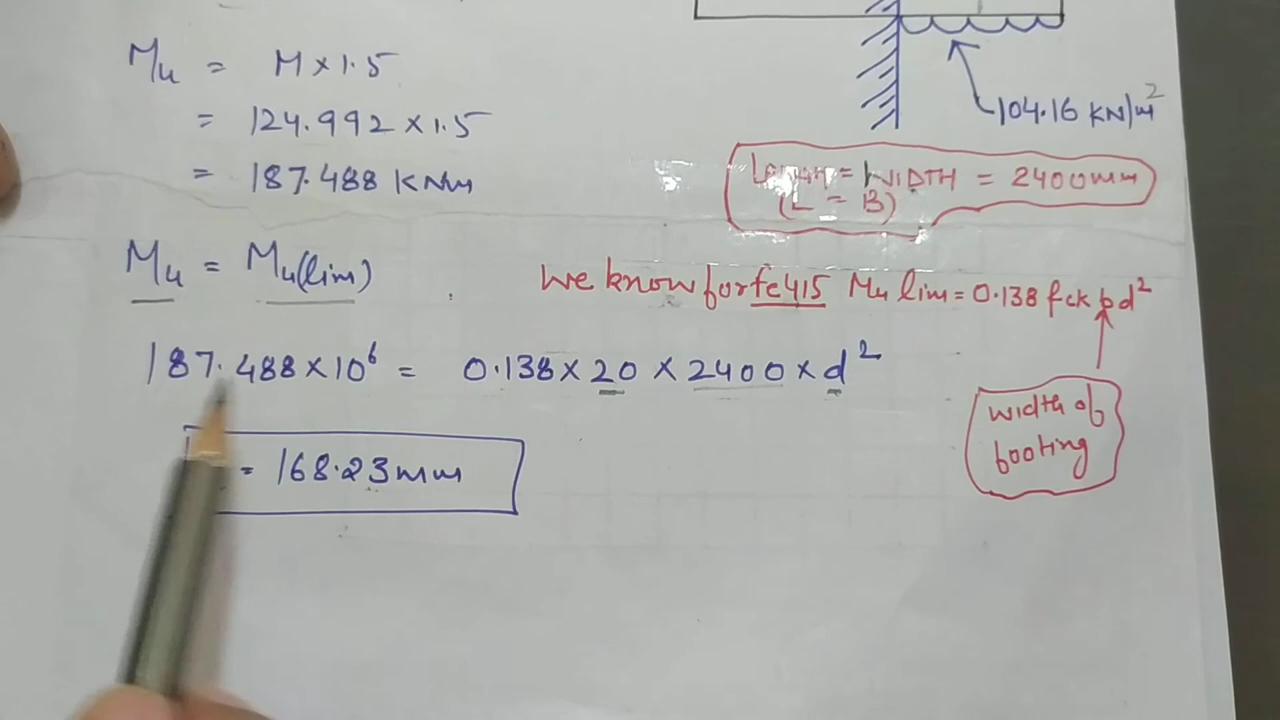 Mu = M × 1.5
= 124.992 × 1.5
= 187.488 KNm
104.16 KN/m²
LENGTH = WIDTH = 2400mm
(L = B)
Mu = Mu(lim)
We know for fe415 Mu lim = 0.138 fck bd²
187.488 × 10⁶ = 0.138 × 20 × 2400 × d²
width of
footing
= 168.23mm